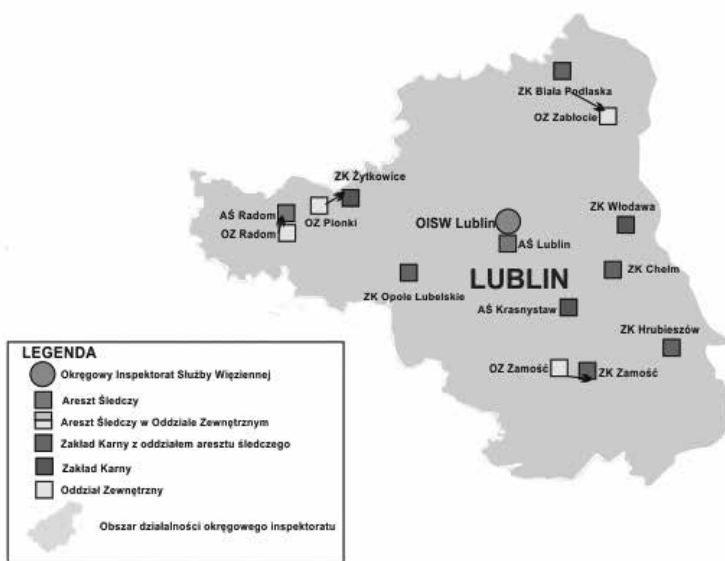 ZK Biała Podlaska
OZ Zabłocie
ZK Żytkowice
AŚ Radom
OZ Pionki
OZ Radom
OISW Lublin
ZK Włodawa
AŚ Lublin
LUBLIN
ZK Chełm
ZK Opole Lubelskie
AŚ Krasnystaw
ZK Hrubieszów
OZ Zamość
ZK Zamość
LEGENDA
Okręgowy Inspektorat Służby Więziennej
Areszt Śledczy
Areszt Śledczy w Oddziale Zewnętrznym
Zakład Karny z oddziałem aresztu śledczego
Zakład Karny
Oddział Zewnętrzny
Obszar działalności okręgowego inspektoratu